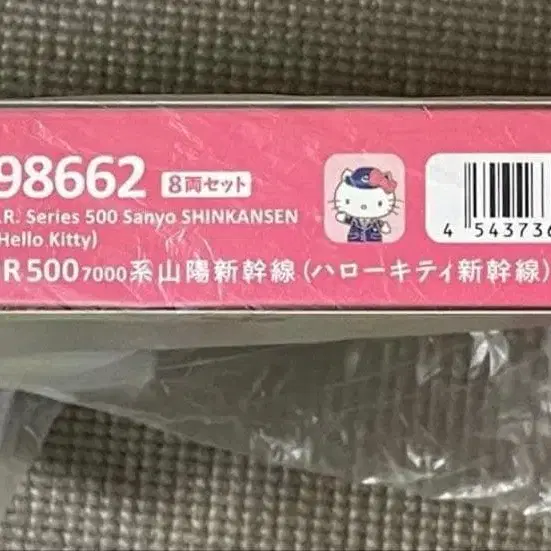 98662 8両セット
.R. Series 500 Sanyo SHINKANSEN
Hello Kitty)
R 500 7000系山陽新幹線(ハローキティ新幹線)
4 543736